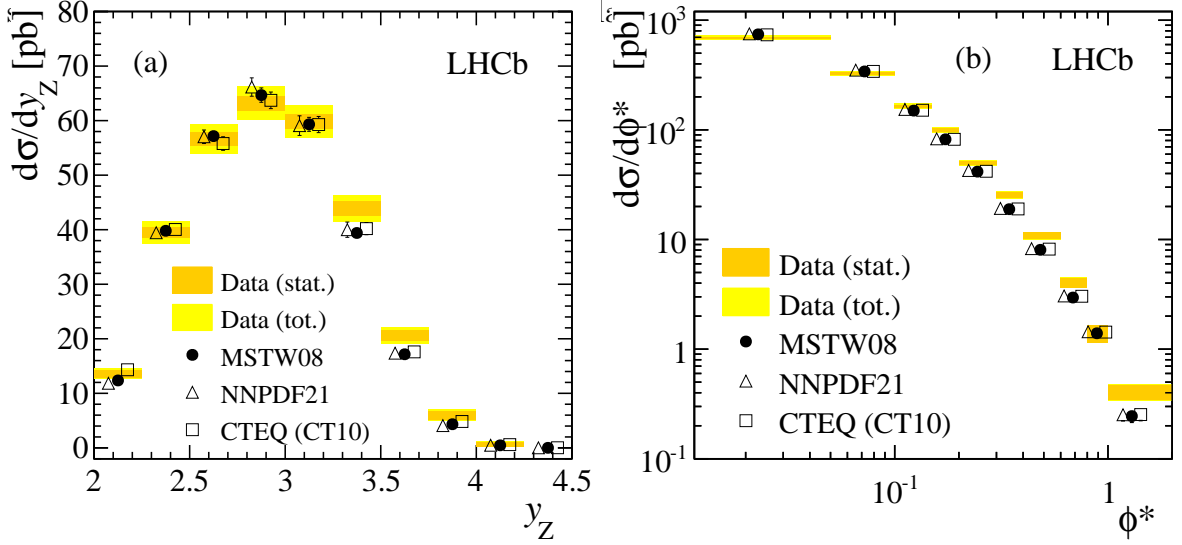 (a)
LHCb
dσ/dy_Z [pb]
80
70
60
50
40
30
20
10
0
Data (stat.)
Data (tot.)
MSTW08
NNPDF21
CTEQ (CT10)
2 2.5 3 3.5 4 4.5
y_Z
(b)
LHCb
dσ/dϕ* [pb]
10³
10²
10
1
10⁻¹
Data (stat.)
Data (tot.)
MSTW08
NNPDF21
CTEQ (CT10)
10⁻¹ 1
ϕ*